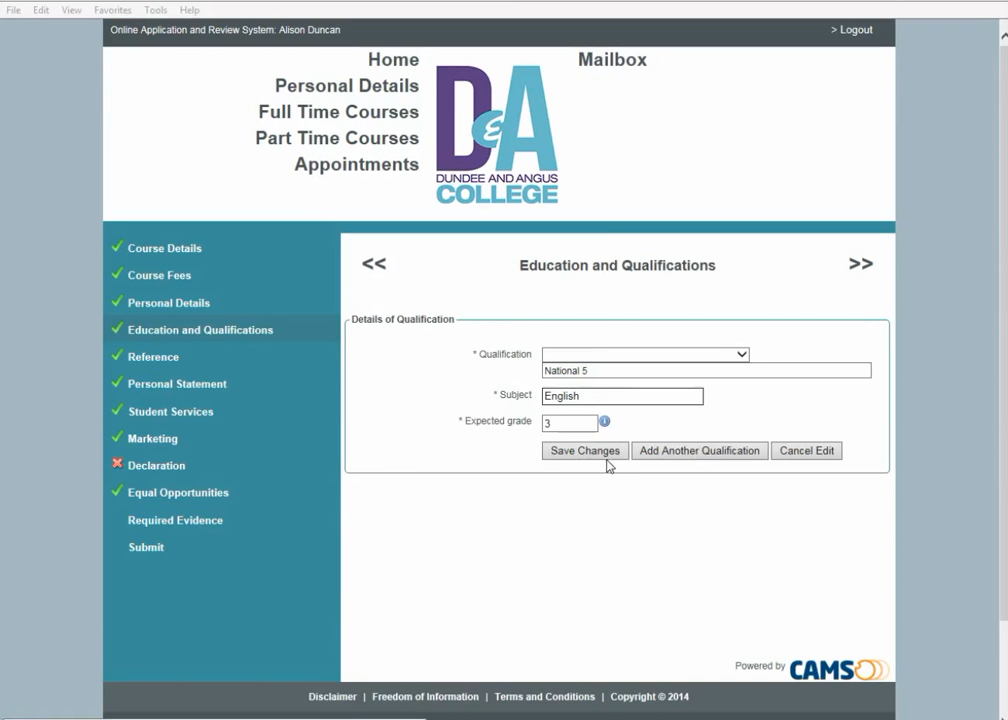 File Edit View Favorites Tools Help
Online Application and Review System: Alison Duncan > Logout
Home
Personal Details
Full Time Courses
Part Time Courses
Appointments
D&A
DUNDEE AND ANGUS
COLLEGE
Mailbox
Course Details
Course Fees
Personal Details
Education and Qualifications
Reference
Personal Statement
Student Services
Marketing
Declaration
Equal Opportunities
Required Evidence
Submit
<< Education and Qualifications >>
Details of Qualification
* Qualification
National 5
* Subject English
* Expected grade 3 i
Save Changes Add Another Qualification Cancel Edit
Powered by CAMS
Disclaimer | Freedom of Information | Terms and Conditions | Copyright © 2014